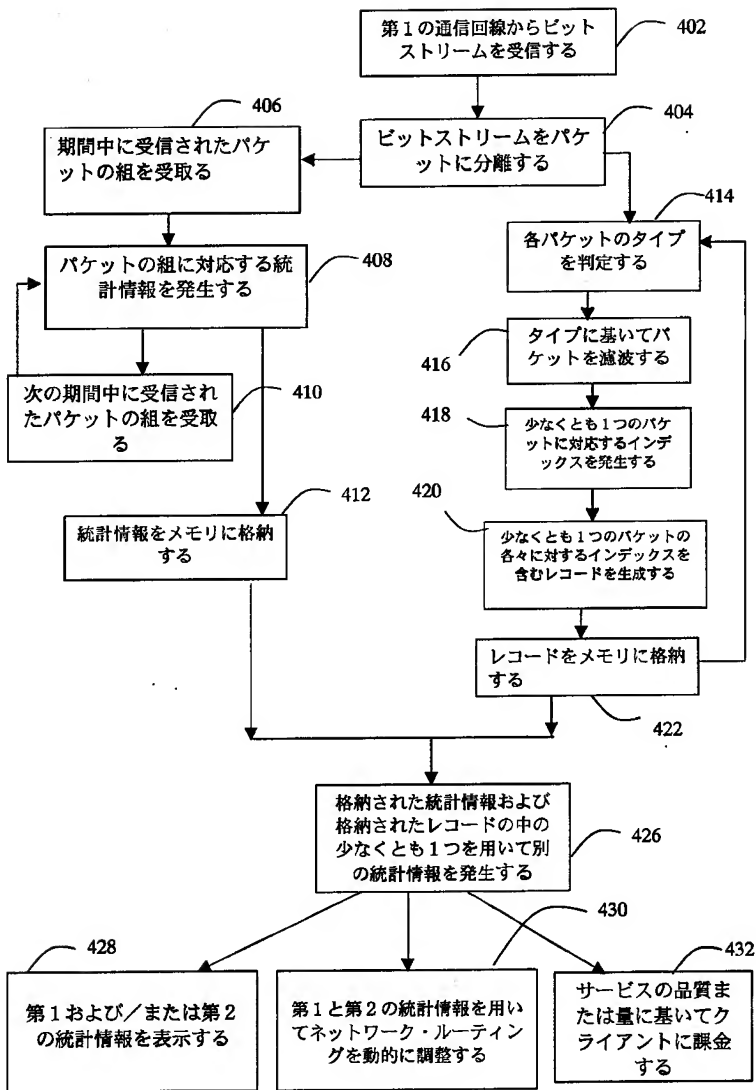 第１の通信回線からビット
ストリームを受信する
402
406
404
期間中に受信されたパケ
ットの組を受取る
ビットストリームをパケット
に分離する
414
各パケットのタイプ
を判定する
パケットの組に対応する統
計情報を発生する
408
タイプに基いてパケ
ットを濾波する
416
次の期間中に受信され
たパケットの組を受取
る
410
418
少なくとも１つのパケッ
トに対応するインデ
ックスを発生する
412
420
統計情報をメモリに格納
する
少なくとも１つのパケットの
各々に対するインデックスを
含むレコードを生成する
レコードをメモリに格納
する
422
格納された統計情報および
格納されたレコードの中の
少なくとも１つを用いて別
の統計情報を発生する
426
428
430
432
第１および／または第２
の統計情報を表示する
第１と第２の統計情報を用い
てネットワーク・ルーティン
グを動的に調整する
サービスの品質ま
たは量に基いてク
ライアントに課金
する